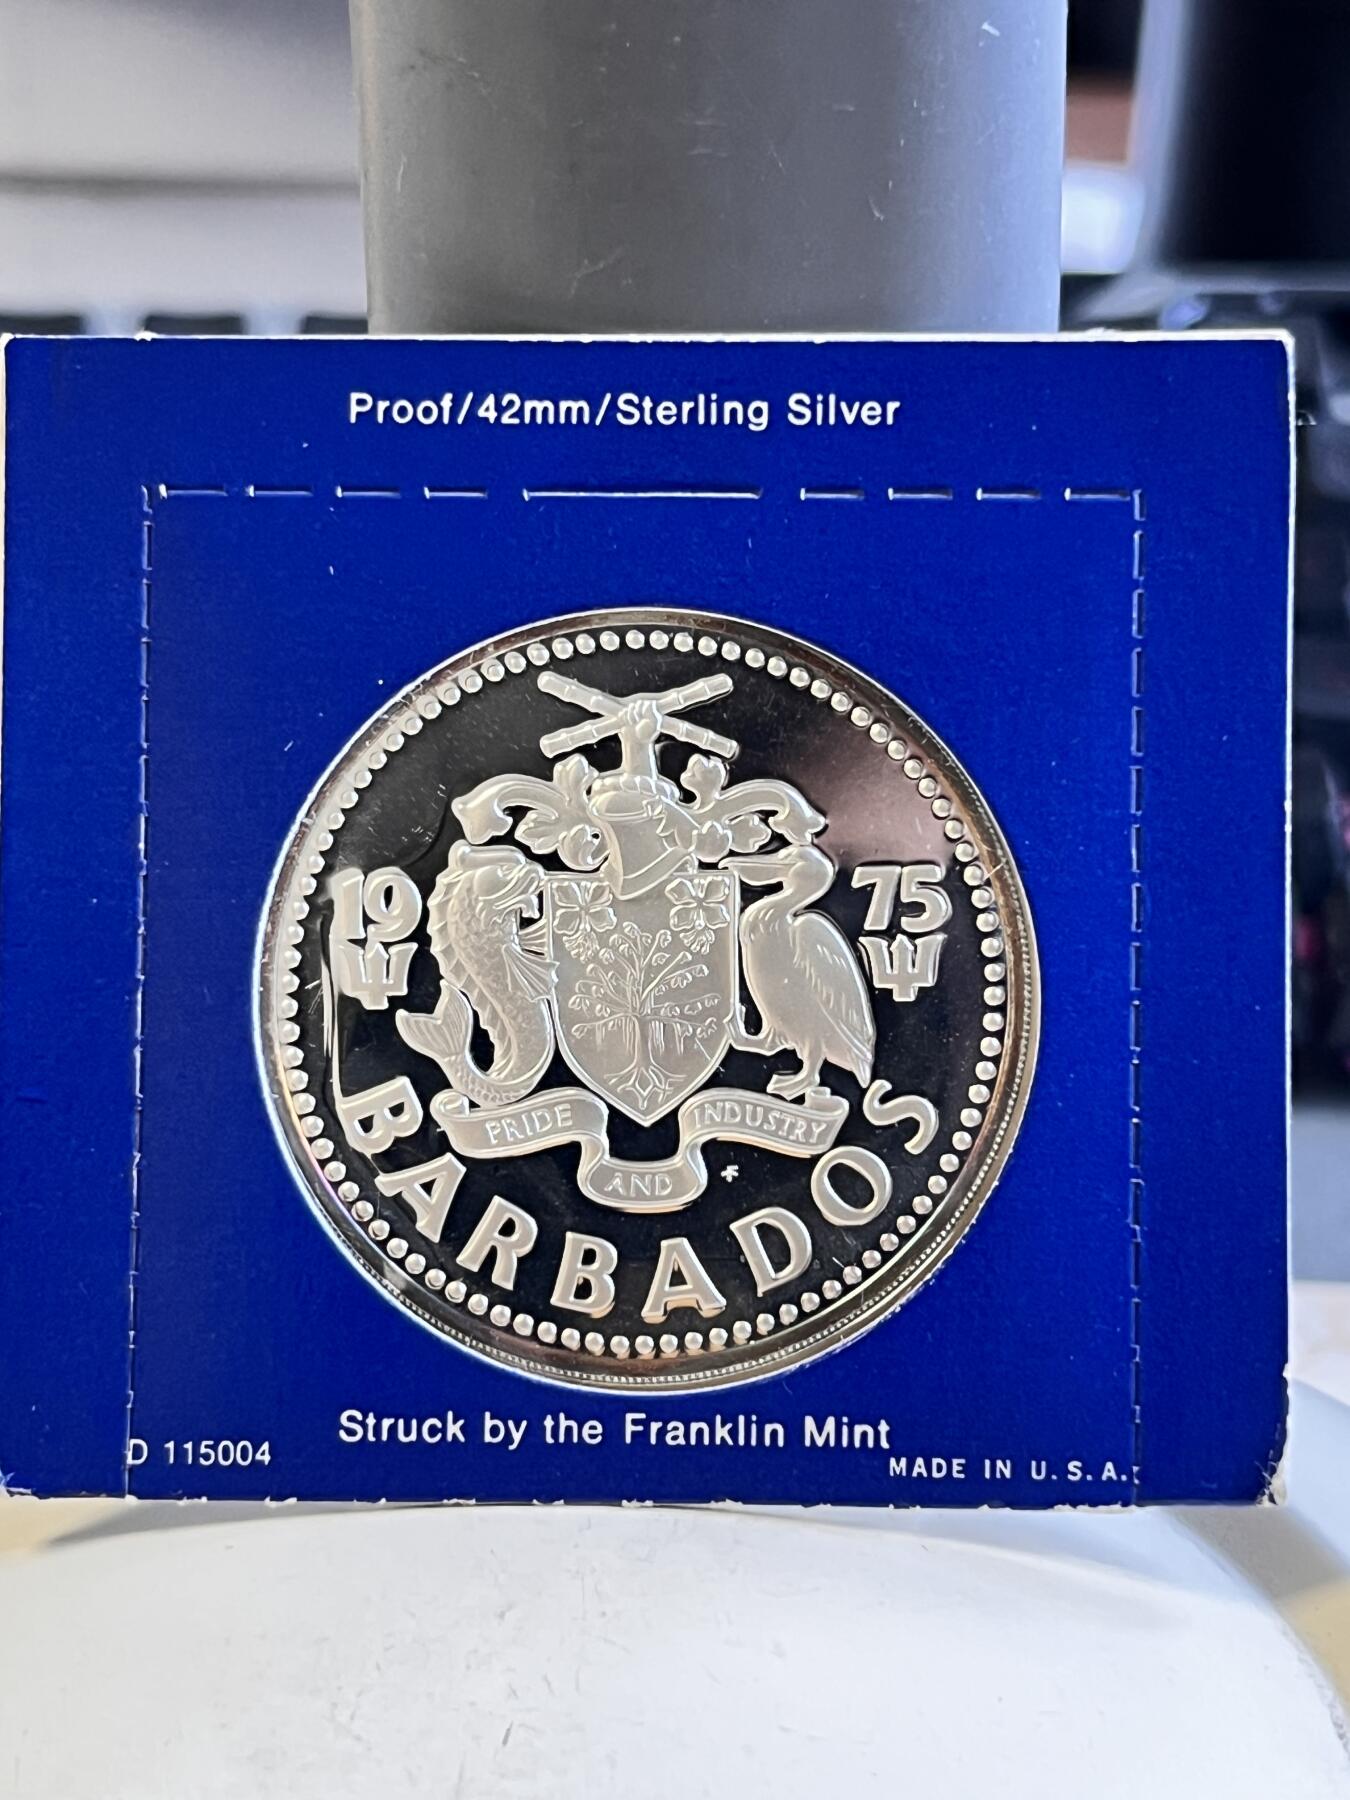 Proof/42mm/Sterling Silver
19 75
PRIDE AND INDUSTRY
BARBADOS
Struck by the Franklin Mint
D 115004
MADE IN U.S.A.